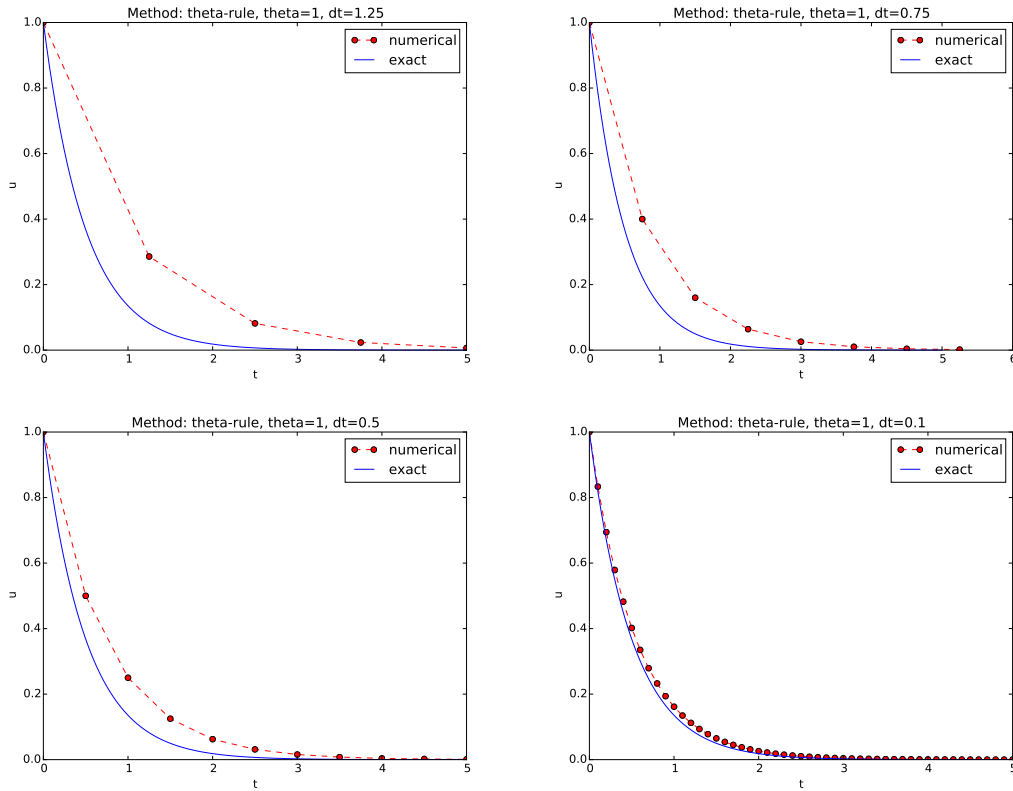 Method: theta-rule, theta=1, dt=1.25
1.0
0.8
0.6
0.4
0.2
0.0
u
numerical
exact
0 1 2 3 4 5
t
Method: theta-rule, theta=1, dt=0.75
1.0
0.8
0.6
0.4
0.2
0.0
u
numerical
exact
0 1 2 3 4 5 6
t
Method: theta-rule, theta=1, dt=0.5
1.0
0.8
0.6
0.4
0.2
0.0
u
numerical
exact
0 1 2 3 4 5
t
Method: theta-rule, theta=1, dt=0.1
1.0
0.8
0.6
0.4
0.2
0.0
u
numerical
exact
0 1 2 3 4 5
t